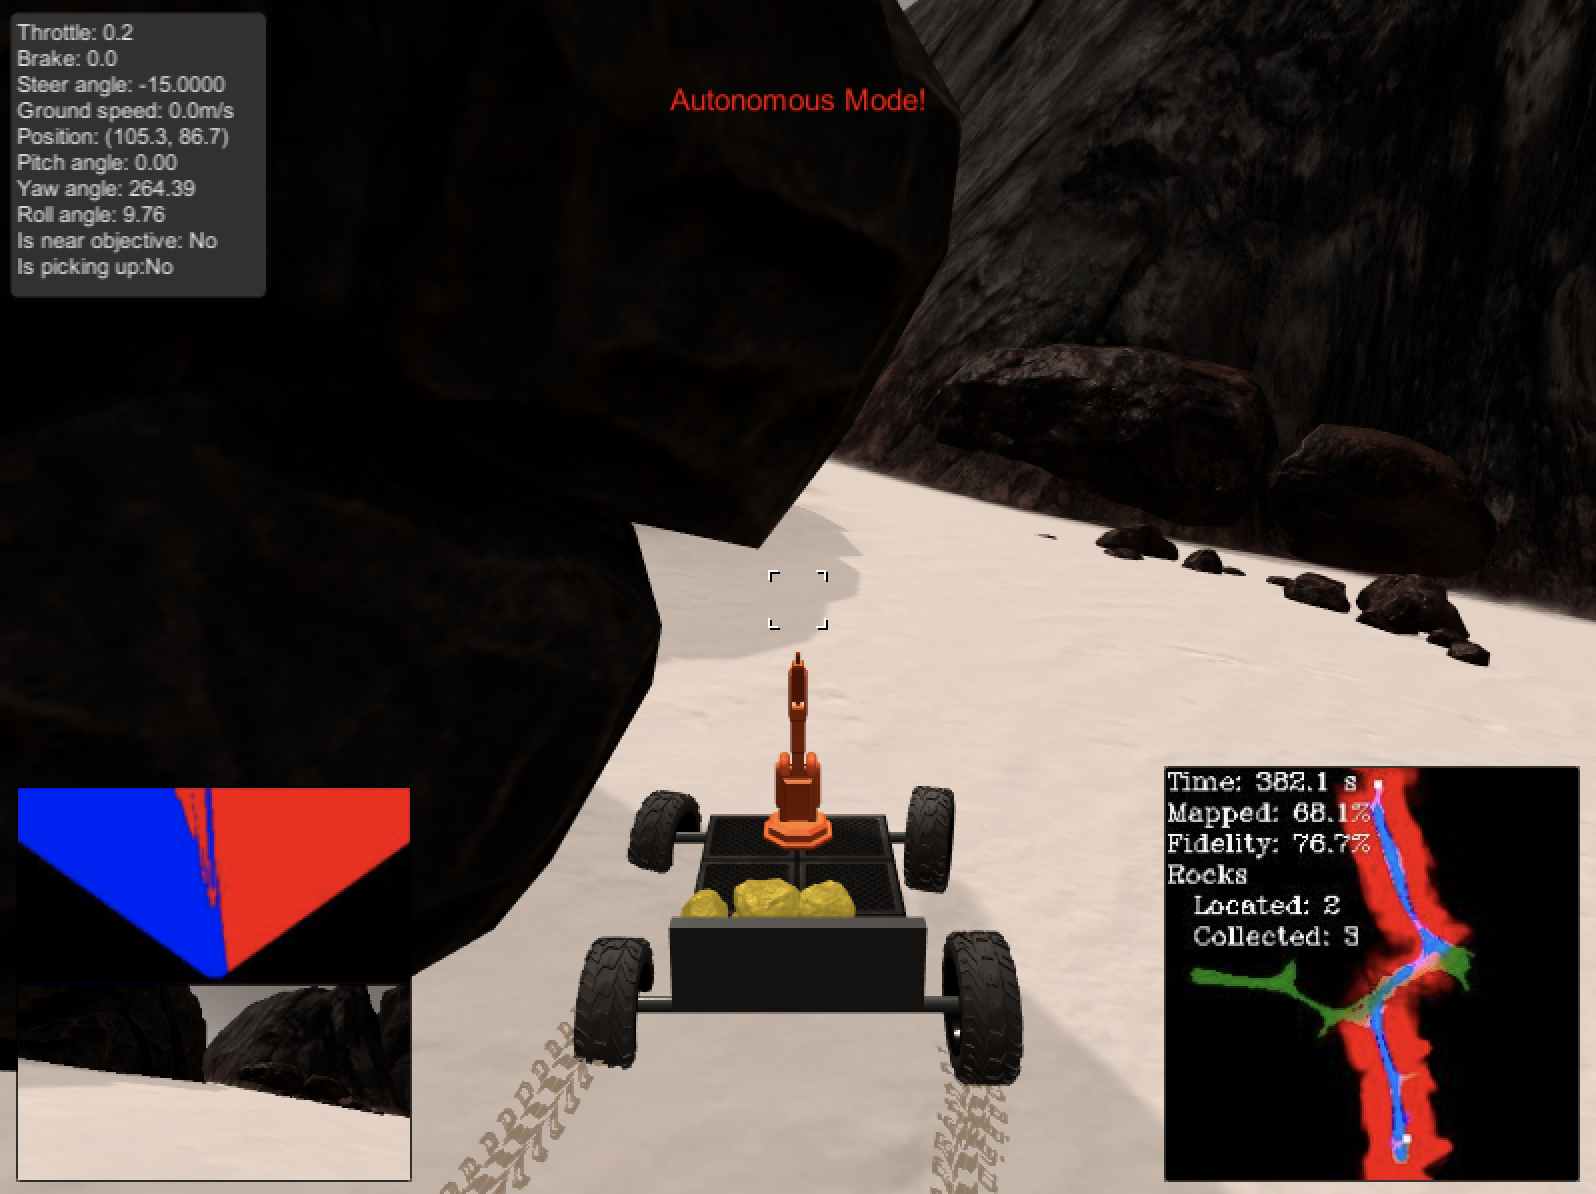 Throttle: 0.2
Brake: 0.0
Steer angle: -15.0000
Ground speed: 0.0m/s
Position: (105.3, 86.7)
Pitch angle: 0.00
Yaw angle: 264.39
Roll angle: 9.76
Is near objective: No
Is picking up:No
Autonomous Mode!
Time: 382.1 s
Mapped: 68.1%
Fidelity: 76.7%
Rocks
Located: 2
Collected: 3